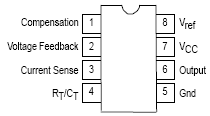 Compensation 1 8 Vref
Voltage Feedback 2 7 VCC
Current Sense 3 6 Output
RT/CT 4 5 Gnd